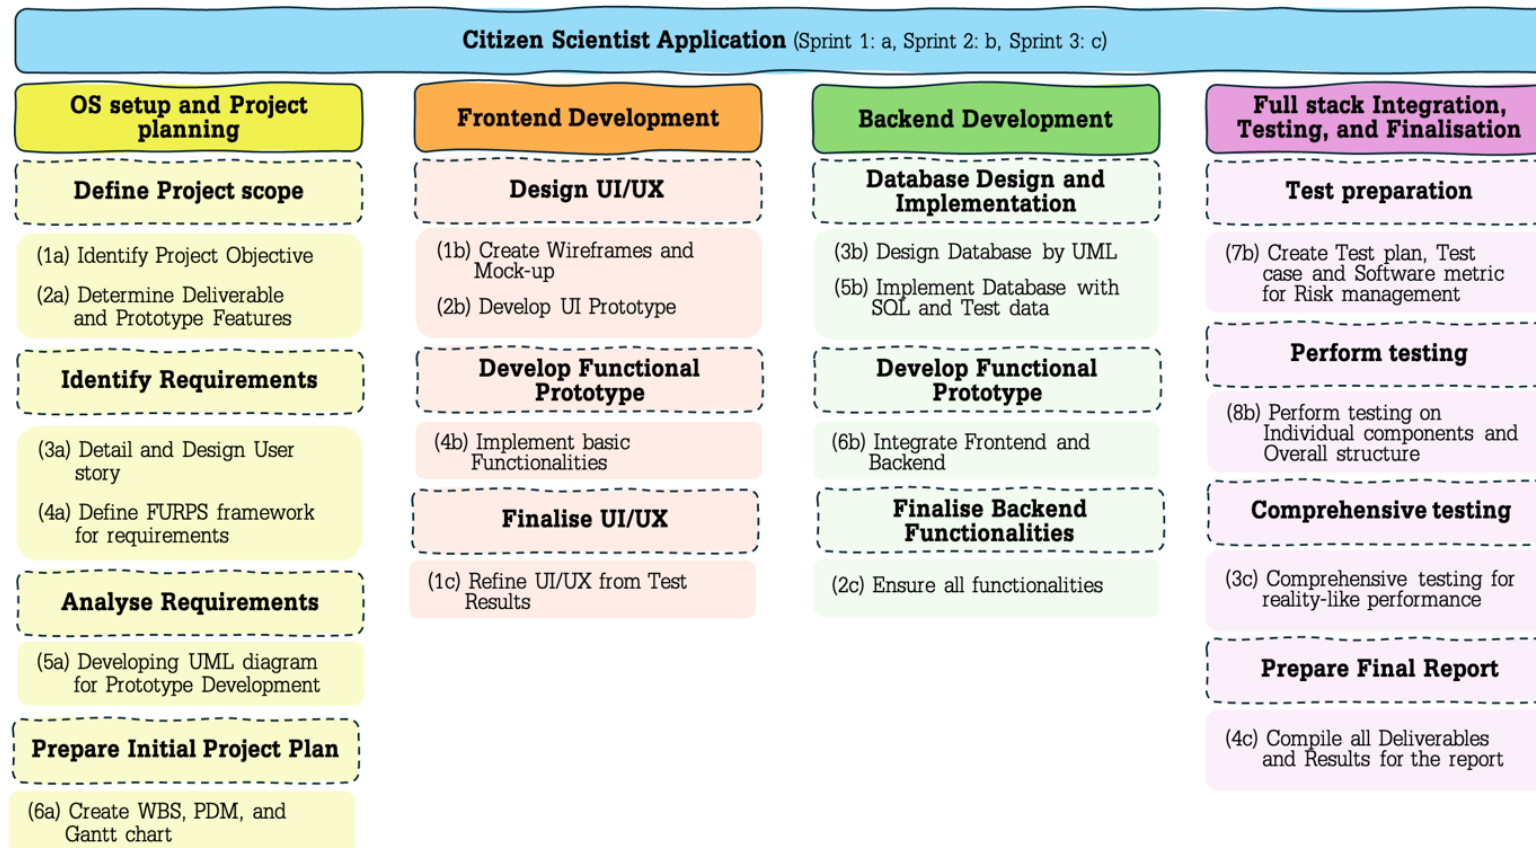 Citizen Scientist Application (Sprint 1: a, Sprint 2: b, Sprint 3: c)
OS setup and Project
planning
Define Project scope
(1a) Identify Project Objective
(2a) Determine Deliverable
and Prototype Features
Identify Requirements
(3a) Detail and Design User
story
(4a) Define FURPS framework
for requirements
Analyse Requirements
(5a) Developing UML diagram
for Prototype Development
Prepare Initial Project Plan
(6a) Create WBS, PDM, and
Gantt chart
Frontend Development
Design UI/UX
(1b) Create Wireframes and
Mock-up
(2b) Develop UI Prototype
Develop Functional
Prototype
(4b) Implement basic
Functionalities
Finalise UI/UX
(1c) Refine UI/UX from Test
Results
Backend Development
Database Design and
Implementation
(3b) Design Database by UML
(5b) Implement Database with
SQL and Test data
Develop Functional
Prototype
(6b) Integrate Frontend and
Backend
Finalise Backend
Functionalities
(2c) Ensure all functionalities
Full stack Integration,
Testing, and Finalisation
Test preparation
(7b) Create Test plan, Test
case and Software metric
for Risk management
Perform testing
(8b) Perform testing on
Individual components and
Overall structure
Comprehensive testing
(3c) Comprehensive testing for
reality-like performance
Prepare Final Report
(4c) Compile all Deliverables
and Results for the report